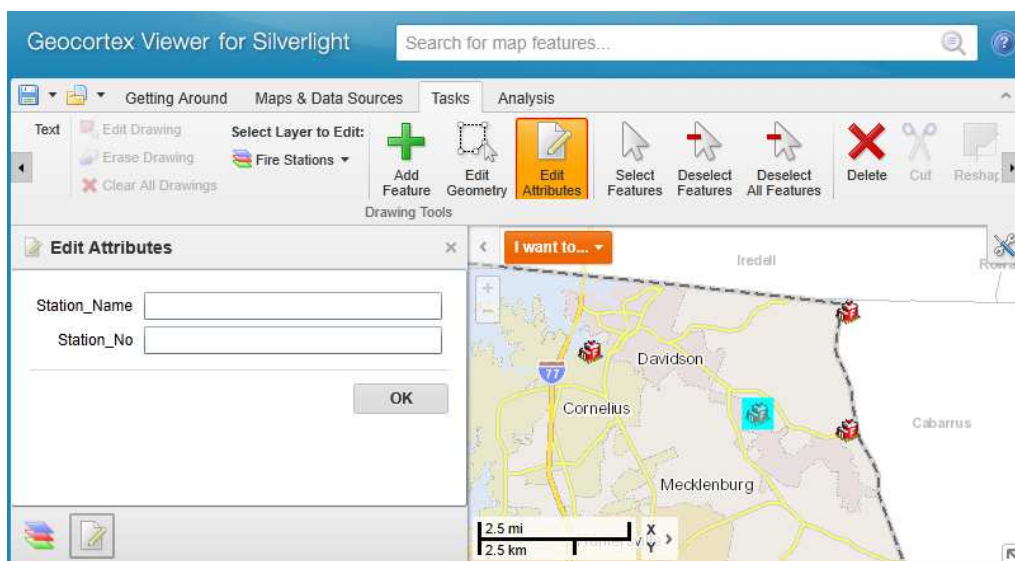 Geocortex Viewer for Silverlight
Search for map features...
?
Getting Around Maps & Data Sources Tasks Analysis
Text
Edit Drawing
Erase Drawing
Clear All Drawings
Select Layer to Edit:
Fire Stations
Add
Feature
Edit
Geometry
Edit
Attributes
Select
Features
Deselect
Features
Deselect
All Features
Delete
Cut
Reshap
Drawing Tools
Edit Attributes
I want to...
Station_Name
Station_No
OK
Iredell
77
Davidson
Cornelius
Cabarrus
Mecklenburg
2.5 mi
2.5 km
X
Y